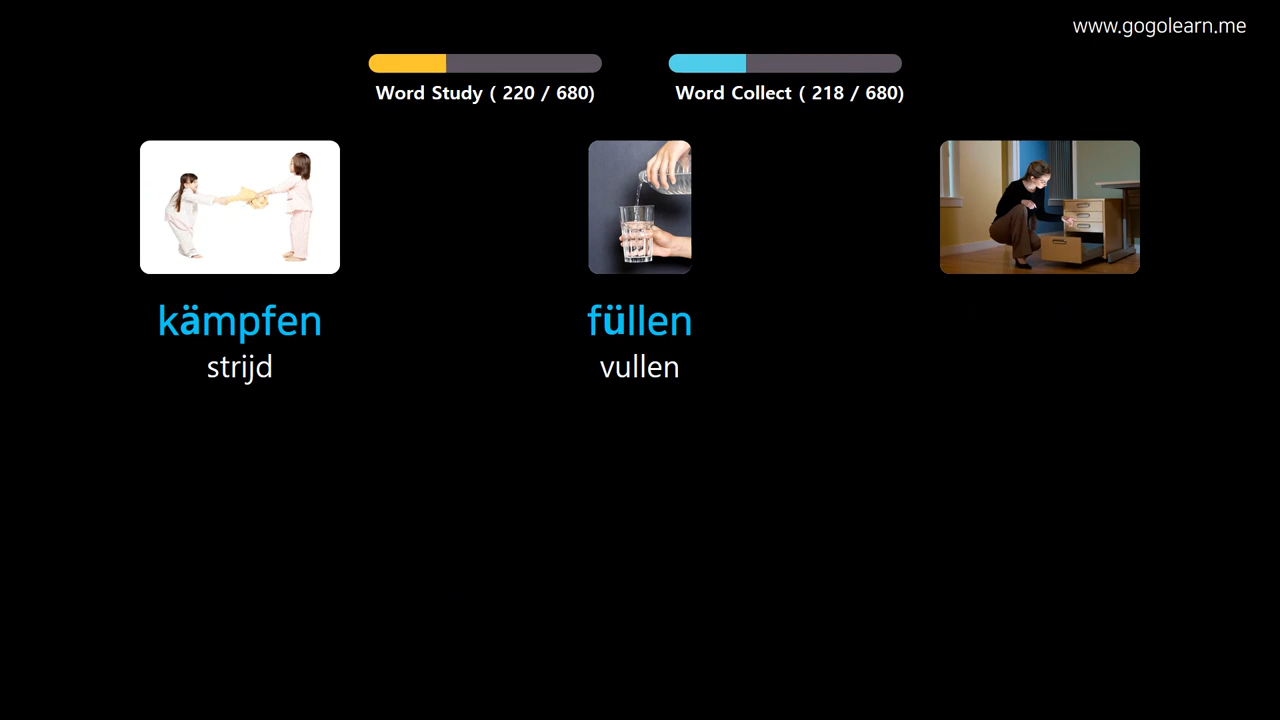 www.gogolearn.me
Word Study ( 220 / 680)
Word Collect ( 218 / 680)
kämpfen
strijd
füllen
vullen